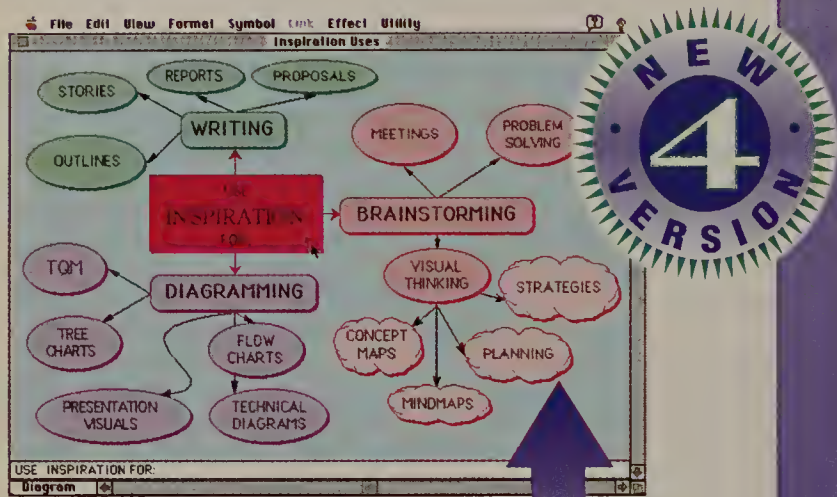 File Edit View Format Symbol Link Effect Utility
Inspiration Uses
NEW
4
VERSION
REPORTS
PROPOSALS
STORIES
WRITING
OUTLINES
MEETINGS
PROBLEM
SOLVING
USE
INSPIRATION
FOR:
BRAINSTORMING
TQM
DIAGRAMMING
VISUAL
THINKING
STRATEGIES
TREE
CHARTS
FLOW
CHARTS
CONCEPT
MAPS
PLANNING
PRESENTATION
VISUALS
TECHNICAL
DIAGRAMS
MINDMAPS
USE INSPIRATION FOR:
Diagram